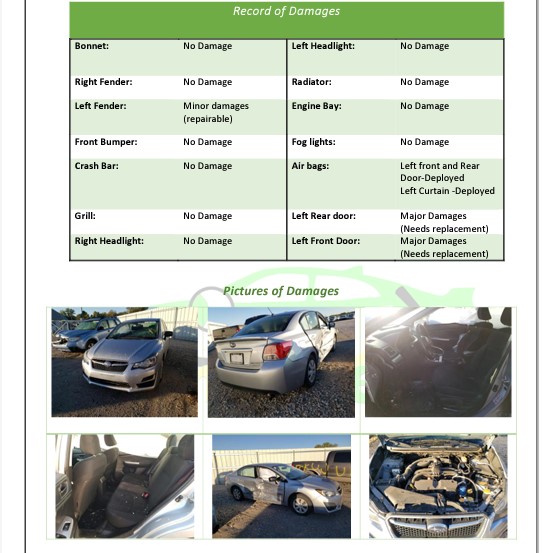 Record of Damages
Bonnet: No Damage Left Headlight: No Damage
Right Fender: No Damage Radiator: No Damage
Left Fender: Minor damages Engine Bay: No Damage
(repairable)
Front Bumper: No Damage Fog lights: No Damage
Crash Bar: No Damage Air bags: Left front and Rear
Door-Deployed
Left Curtain -Deployed
Grill: No Damage Left Rear door: Major Damages
(Needs replacement)
Right Headlight: No Damage Left Front Door: Major Damages
(Needs replacement)
Pictures of Damages